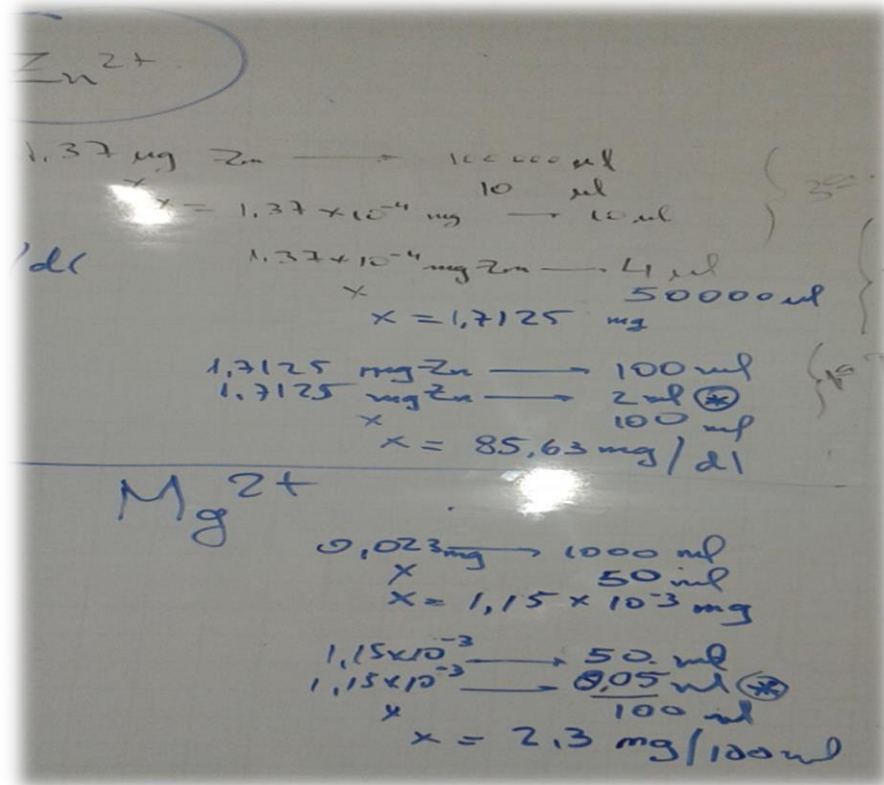 Zn²⁺
1,37 µg Zn → 100000 µl
x 10 µl
x = 1,37 × 10⁻⁴ mg → 10 µl
/dl
1,37 × 10⁻⁴ mg Zn — 4 µl
x 50000 µl
x = 1,7125 mg
1,7125 mg Zn → 100 ml
1,7125 mg Zn → 2 ml *
x 100 ml
x = 85,63 mg/dl
Mg²⁺
0,023 mg → 1000 ml
x 50 ml
x = 1,15 × 10⁻³ mg
1,15×10⁻³ → 50 ml
1,15×10⁻³ → 0,05 ml *
x 100 ml
x = 2,3 mg/100 ml